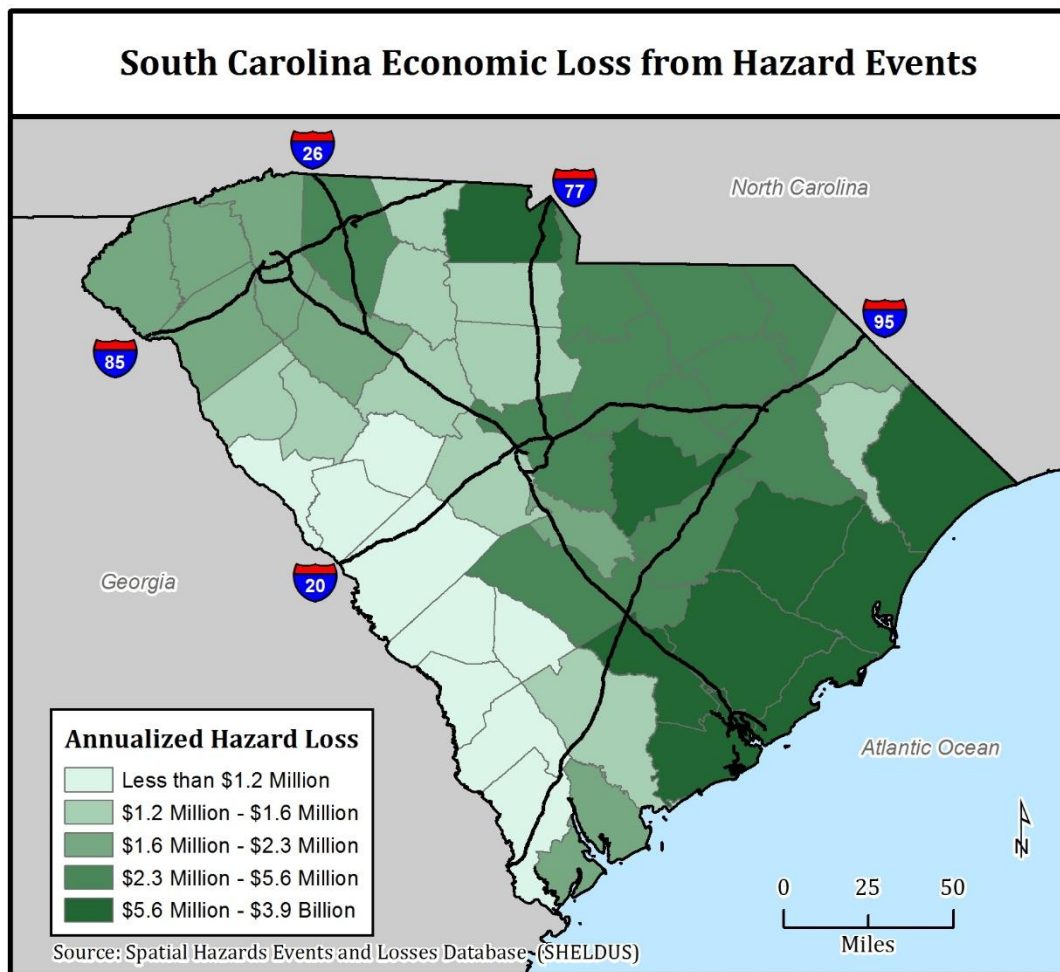 South Carolina Economic Loss from Hazard Events
26
77
North Carolina
95
85
20
Georgia
Annualized Hazard Loss
Less than $1.2 Million
$1.2 Million - $1.6 Million
$1.6 Million - $2.3 Million
$2.3 Million - $5.6 Million
$5.6 Million - $3.9 Billion
Atlantic Ocean
N
0 25 50
Miles
Source: Spatial Hazards Events and Losses Database (SHELDUS)